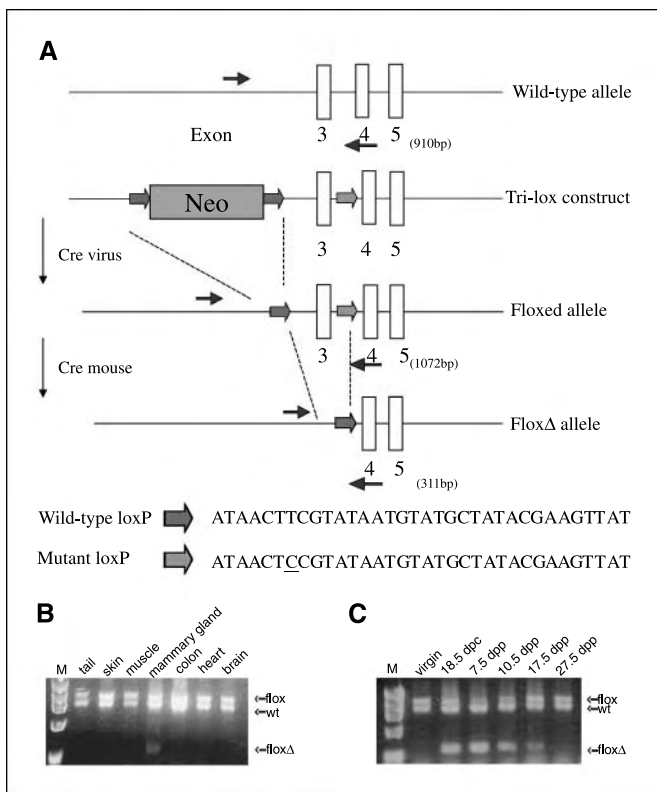 A
Wild-type allele
Exon
3 4 5 (910bp)
Neo
Tri-lox construct
3 4 5
Cre virus
Floxed allele
3 4 5 (1072bp)
Cre mouse
FloxΔ allele
4 5 (311bp)
Wild-type loxP ATAACTTCGTATAATGTATGCTATACGAAGTTAT
Mutant loxP ATAACTCCGTATAATGTATGCTATACGAAGTTAT
B
M tail skin muscle mammary gland colon heart brain
flox
wt
floxΔ
C
M virgin 18.5 dpc 7.5 dpp 10.5 dpp 17.5 dpp 27.5 dpp
flox
wt
floxΔ